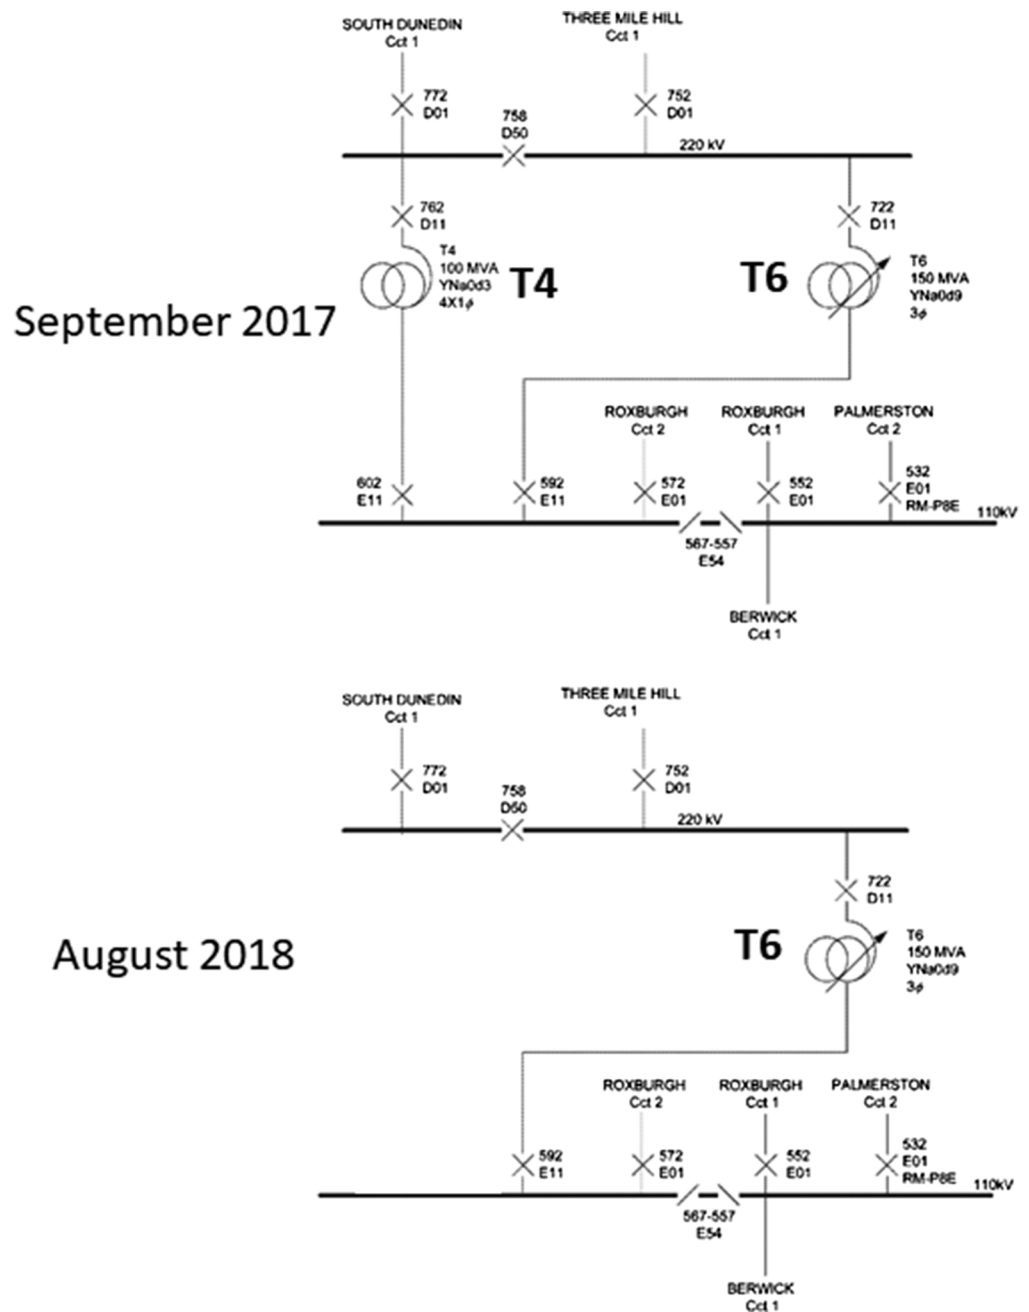 SOUTH DUNEDIN
Cct 1
THREE MILE HILL
Cct 1
772
D01
752
D01
758
D50
220 kV
762
D11
722
D11
T4
100 MVA
YNa0d3
4X1ϕ
T4
T6
T6
150 MVA
YNa0d9
3ϕ
September 2017
ROXBURGH
Cct 2
ROXBURGH
Cct 1
PALMERSTON
Cct 2
602
E11
592
E11
572
E01
552
E01
532
E01
RM-P8E
110kV
567-557
E54
BERWICK
Cct 1
SOUTH DUNEDIN
Cct 1
THREE MILE HILL
Cct 1
772
D01
752
D01
758
D50
220 kV
722
D11
T6
T6
150 MVA
YNa0d9
3ϕ
August 2018
ROXBURGH
Cct 2
ROXBURGH
Cct 1
PALMERSTON
Cct 2
592
E11
572
E01
552
E01
532
E01
RM-P8E
110kV
567-557
E54
BERWICK
Cct 1